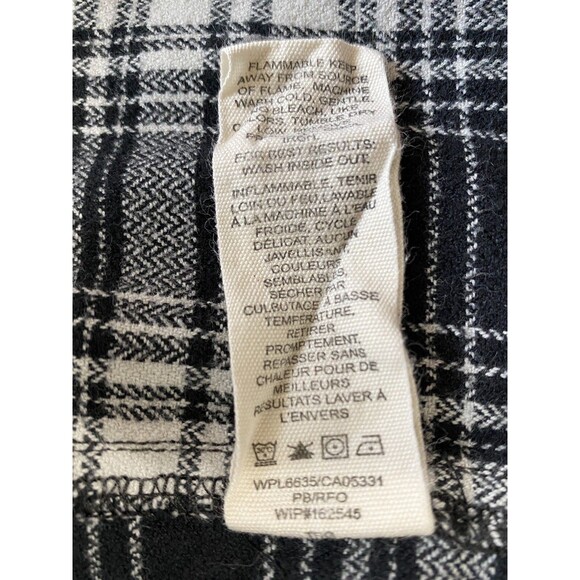 FLAMMABLE KEEP
AWAY FROM SOURCE
OF FLAME, MACHINE
WASH COLD, GENTLE,
NO BLEACH, LIKE
TUMBLE DRY
LOW,
FOR BEST RESULTS:
WASH INSIDE OUT.
INFLAMMABLE, TENIR
LOIN DU FEU, LAVABLE
À LA MACHINE À L'EAU
FROIDE, CYCLE
DÉLICAT, AUCUN
JAVELLISANT
COULEURS
SEMBLABLES,
SÉCHER PAR
CULBUTAGE À BASSE
TEMPÉRATURE,
RETIRER
PROMPTEMENT,
REPASSER SANS
CHALEUR POUR DE
MEILLEURS
RÉSULTATS LAVER À
L'ENVERS
WPL6635/CA05331
P8/RFO
WIP#162545